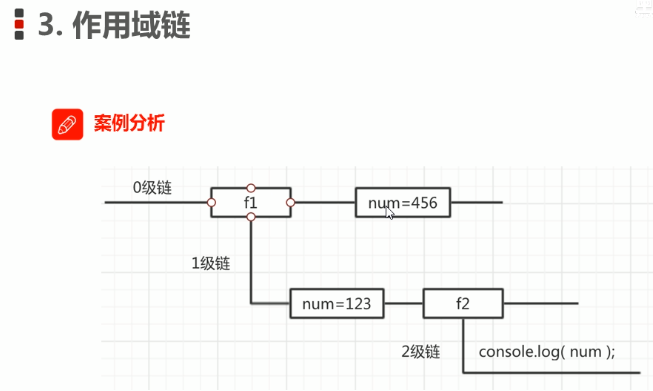 3. 作用域链
案例分析
0级链
f1
num=456
1级链
num=123
f2
2级链
console.log( num );